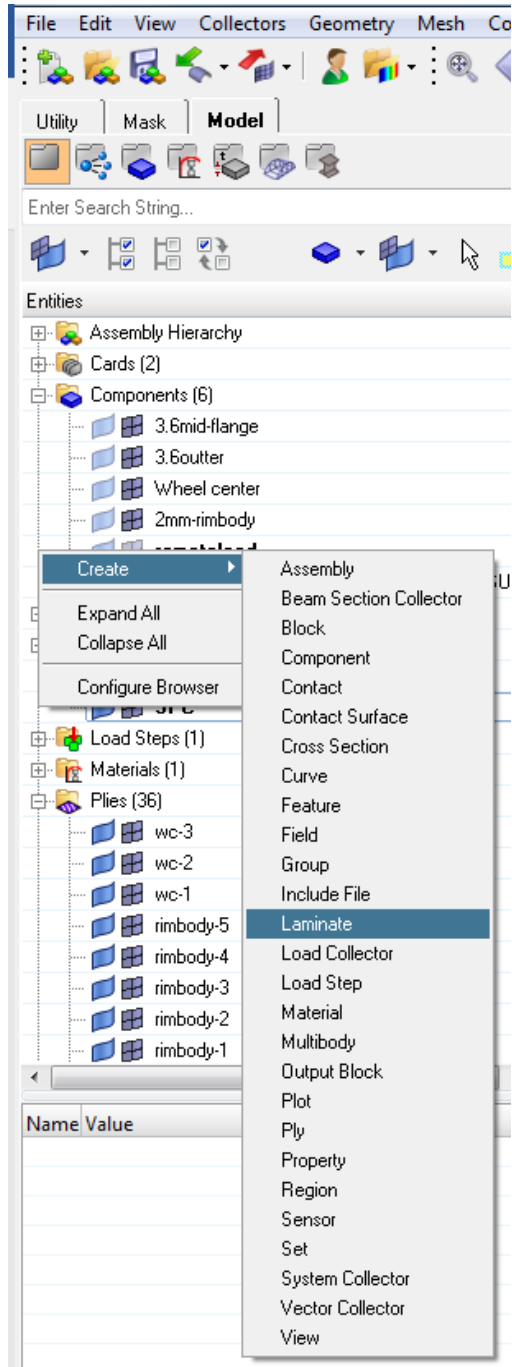 File Edit View Collectors Geometry Mesh Co
Utility Mask Model
Enter Search String...
Entities
Assembly Hierarchy
Cards (2)
Components (6)
3.6mid-flange
3.6outter
Wheel center
2mm-rimbody
Create
Expand All
Collapse All
Configure Browser
Assembly
Beam Section Collector
Block
Component
Contact
Contact Surface
Cross Section
Curve
Feature
Field
Group
Include File
Laminate
Load Collector
Load Step
Material
Multibody
Output Block
Plot
Ply
Property
Region
Sensor
Set
System Collector
Vector Collector
View
Load Steps (1)
Materials (1)
Plies (36)
wc-3
wc-2
wc-1
rimbody-5
rimbody-4
rimbody-3
rimbody-2
rimbody-1
Name Value